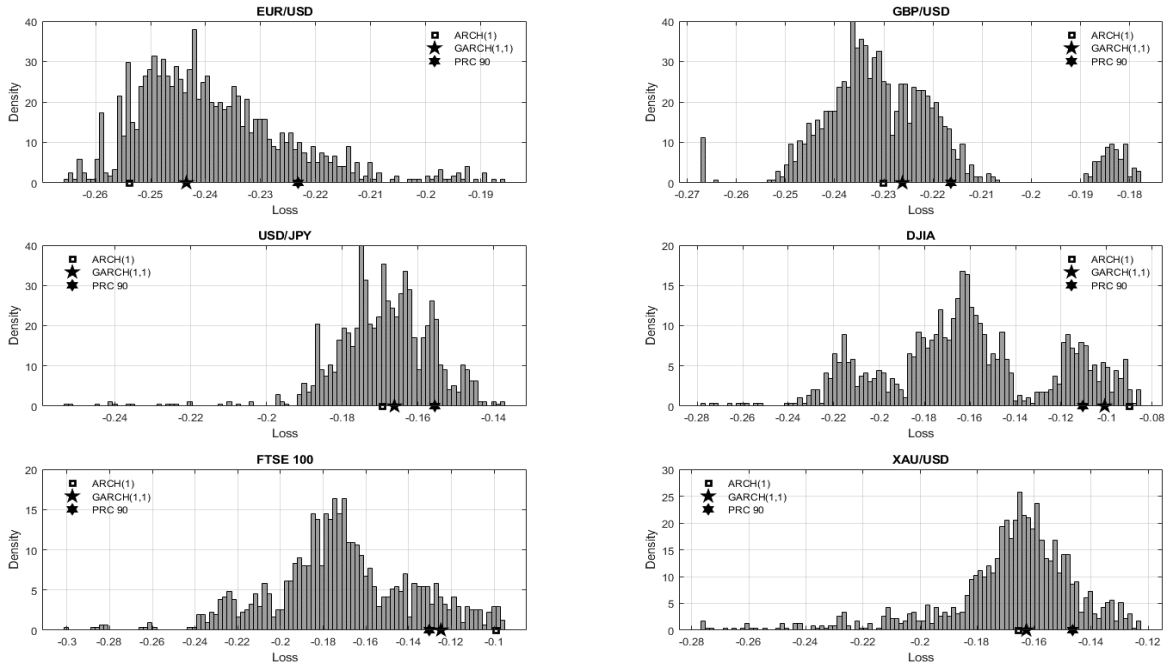 EUR/USD
40
30
20
10
0
Density
-0.26
-0.25
-0.24
-0.23
-0.22
-0.21
-0.2
-0.19
Loss
ARCH(1)
GARCH(1,1)
PRC 90
GBP/USD
40
30
20
10
0
Density
-0.27
-0.26
-0.25
-0.24
-0.23
-0.22
-0.21
-0.2
-0.19
-0.18
Loss
ARCH(1)
GARCH(1,1)
PRC 90
USD/JPY
40
30
20
10
0
Density
-0.24
-0.22
-0.2
-0.18
-0.16
-0.14
Loss
ARCH(1)
GARCH(1,1)
PRC 90
DJIA
20
15
10
5
0
Density
-0.28
-0.26
-0.24
-0.22
-0.2
-0.18
-0.16
-0.14
-0.12
-0.1
-0.08
Loss
ARCH(1)
GARCH(1,1)
PRC 90
FTSE 100
20
15
10
5
0
Density
-0.3
-0.28
-0.26
-0.24
-0.22
-0.2
-0.18
-0.16
-0.14
-0.12
-0.1
Loss
ARCH(1)
GARCH(1,1)
PRC 90
XAU/USD
30
25
20
15
10
5
0
Density
-0.28
-0.26
-0.24
-0.22
-0.2
-0.18
-0.16
-0.14
-0.12
Loss
ARCH(1)
GARCH(1,1)
PRC 90